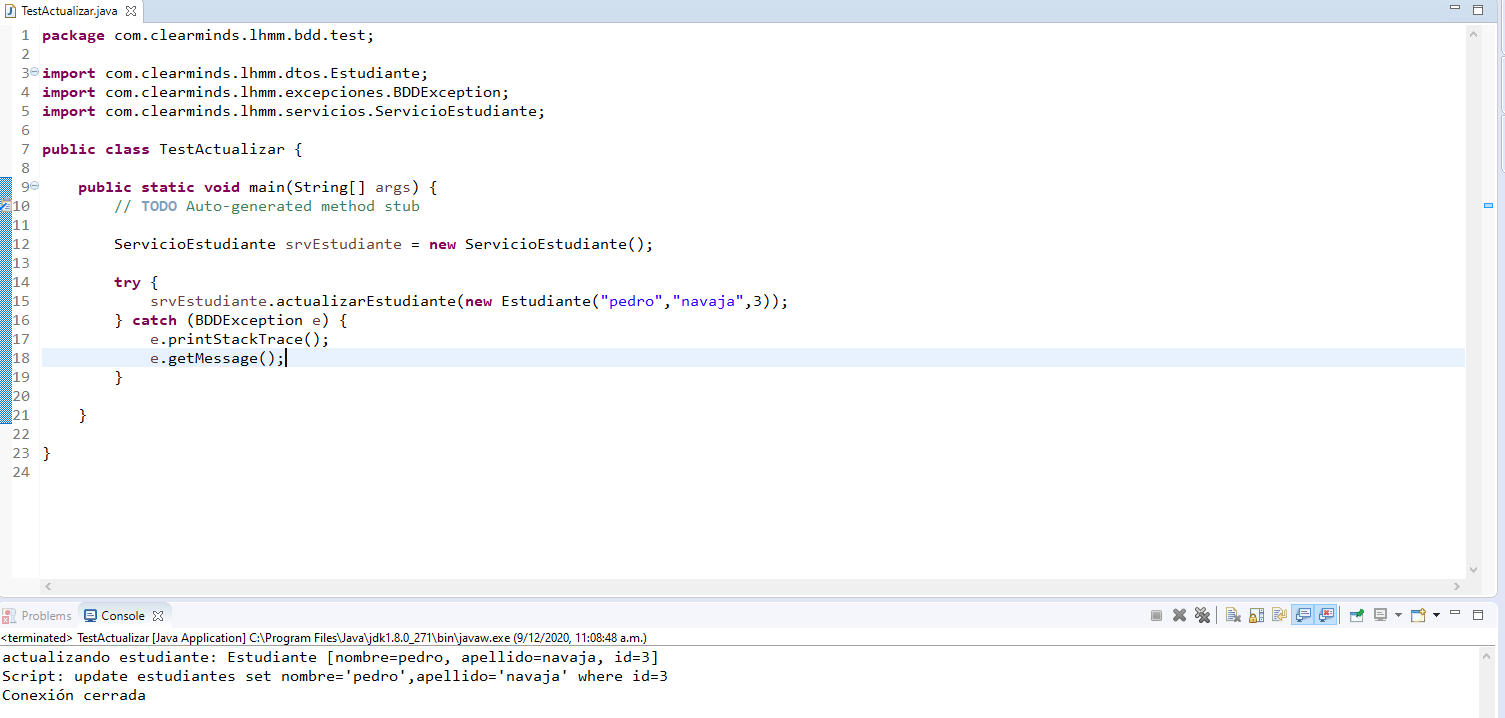 TestActualizar.java
1 package com.clearminds.lhmm.bdd.test;
2
3 import com.clearminds.lhmm.dtos.Estudiante;
4 import com.clearminds.lhmm.excepciones.BDDException;
5 import com.clearminds.lhmm.servicios.ServicioEstudiante;
6
7 public class TestActualizar {
8
9     public static void main(String[] args) {
10         // TODO Auto-generated method stub
11
12         ServicioEstudiante srvEstudiante = new ServicioEstudiante();
13
14         try {
15             srvEstudiante.actualizarEstudiante(new Estudiante("pedro","navaja",3));
16         } catch (BDDException e) {
17             e.printStackTrace();
18             e.getMessage();
19         }
20
21     }
22
23 }
24
Problems Console
<terminated> TestActualizar [Java Application] C:\Program Files\Java\jdk1.8.0_271\bin\javaw.exe (9/12/2020, 11:08:48 a.m.)
actualizando estudiante: Estudiante [nombre=pedro, apellido=navaja, id=3]
Script: update estudiantes set nombre='pedro',apellido='navaja' where id=3
Conexión cerrada